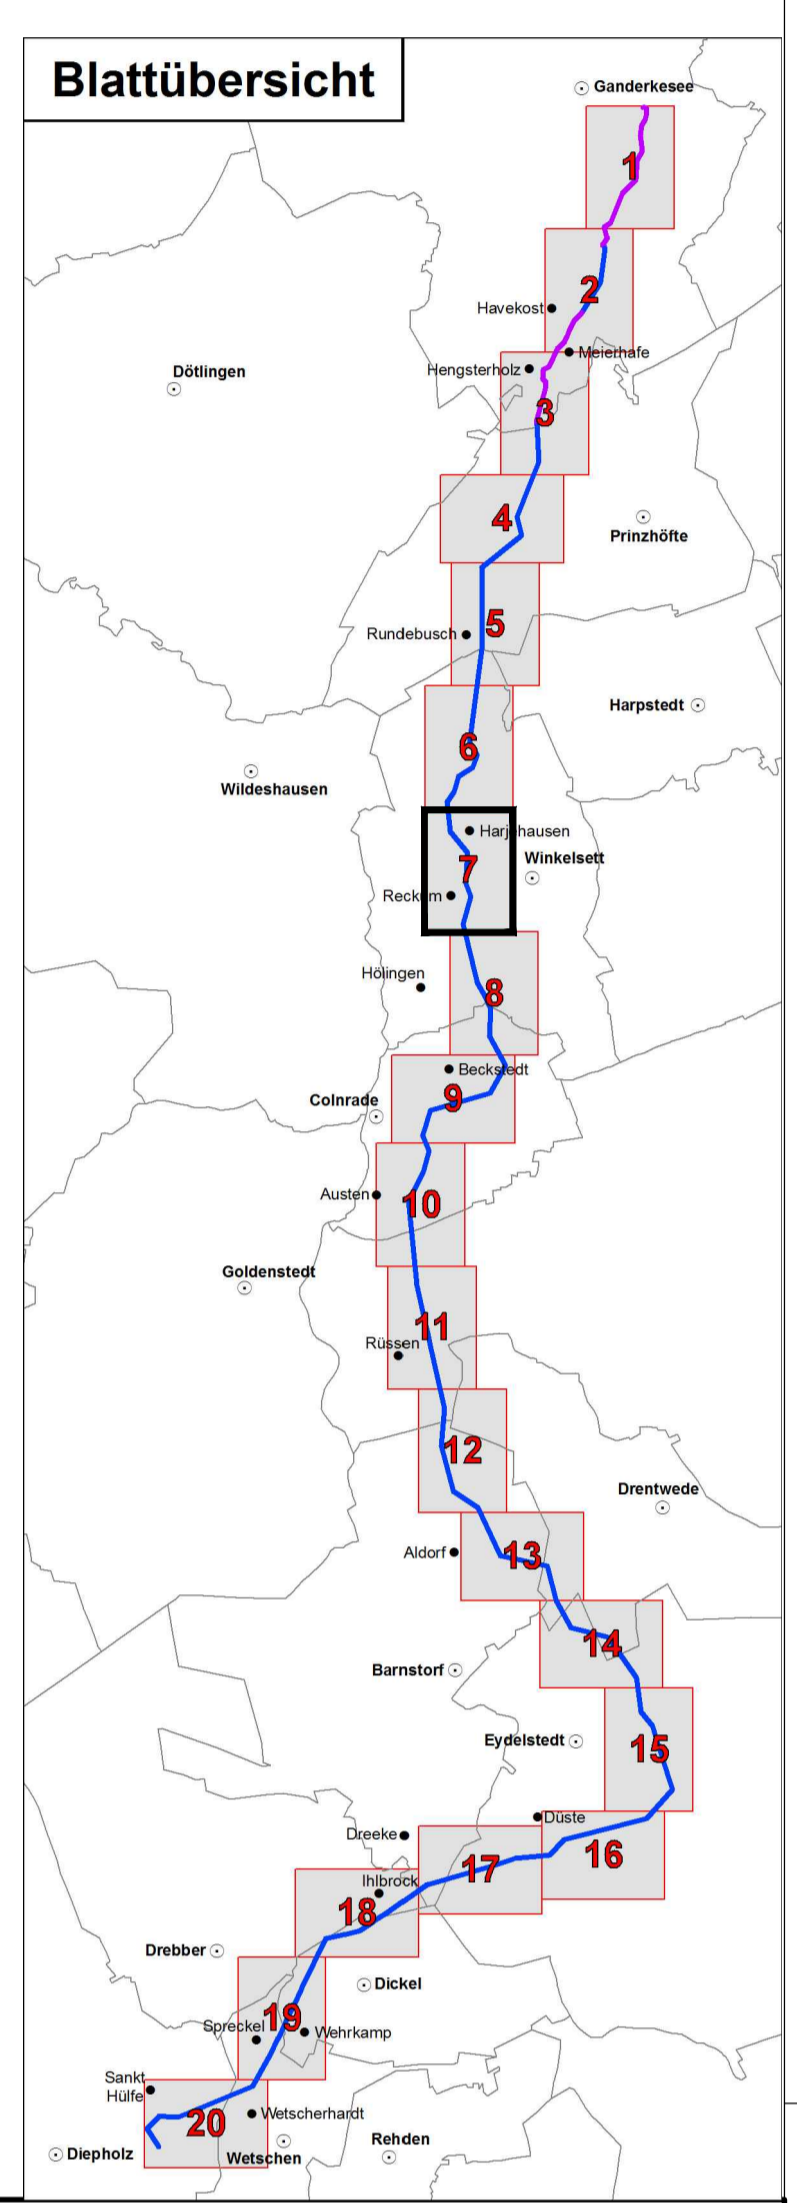 Blattübersicht
Ganderkesee
1
2
Havekost
Meierhafe
Hengsterholz
Dötlingen
3
4
Prinzhöfte
5
Rundebusch
Harpstedt
6
Wildeshausen
Harjehausen
Winkelsett
7
Reckum
Hölingen
8
Beckstedt
Colnrade
9
Austen
10
Goldenstedt
11
Rüssen
12
Drentwede
Aldorf
13
14
Barnstorf
Eydelstedt
15
Düste
Dreeke
16
17
Ihlbrock
18
Drebber
Dickel
19
Spreckel
Wehrkamp
Sankt
Hülfe
Wetscherhardt
20
Diepholz
Wetschen
Rehden